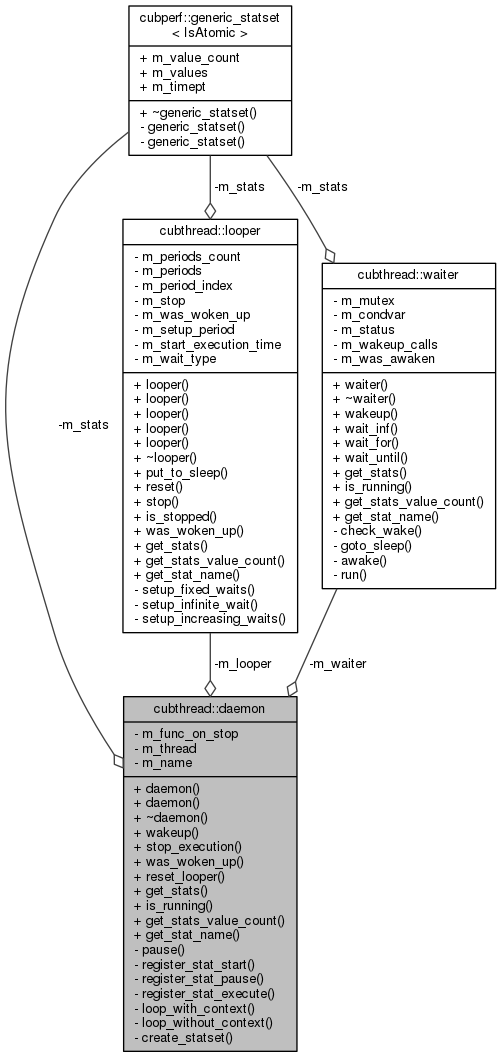 cubperf::generic_statset
< IsAtomic >
+ m_value_count
+ m_values
+ m_timept
+ ~generic_statset()
- generic_statset()
- generic_statset()
-m_stats
-m_stats
-m_stats
cubthread::looper
- m_periods_count
- m_periods
- m_period_index
- m_stop
- m_was_woken_up
- m_setup_period
- m_start_execution_time
- m_wait_type
+ looper()
+ looper()
+ looper()
+ looper()
+ looper()
+ ~looper()
+ put_to_sleep()
+ reset()
+ stop()
+ is_stopped()
+ was_woken_up()
+ get_stats()
+ get_stats_value_count()
+ get_stat_name()
- setup_fixed_waits()
- setup_infinite_wait()
- setup_increasing_waits()
cubthread::waiter
- m_mutex
- m_condvar
- m_status
- m_wakeup_calls
- m_was_awaken
+ waiter()
+ ~waiter()
+ wakeup()
+ wait_inf()
+ wait_for()
+ wait_until()
+ get_stats()
+ is_running()
+ get_stats_value_count()
+ get_stat_name()
- check_wake()
- goto_sleep()
- awake()
- run()
-m_looper
-m_waiter
cubthread::daemon
- m_func_on_stop
- m_thread
- m_name
+ daemon()
+ daemon()
+ ~daemon()
+ wakeup()
+ stop_execution()
+ was_woken_up()
+ reset_looper()
+ get_stats()
+ is_running()
+ get_stats_value_count()
+ get_stat_name()
- pause()
- register_stat_start()
- register_stat_pause()
- register_stat_execute()
- loop_with_context()
- loop_without_context()
- create_statset()